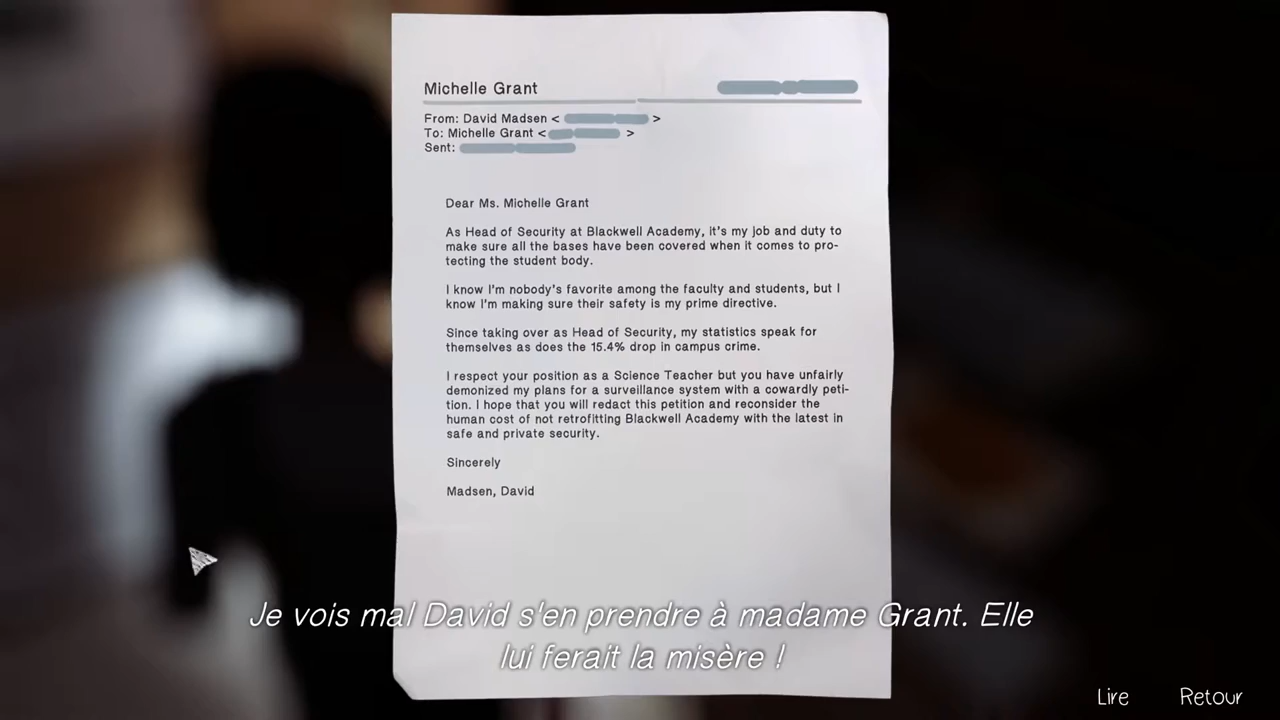 Michelle Grant
From: David Madsen < >
To: Michelle Grant < >
Sent:
Dear Ms. Michelle Grant
As Head of Security at Blackwell Academy, it's my job and duty to
make sure all the bases have been covered when it comes to pro-
tecting the student body.
I know I'm nobody's favorite among the faculty and students, but I
know I'm making sure their safety is my prime directive.
Since taking over as Head of Security, my statistics speak for
themselves as does the 15.4% drop in campus crime.
I respect your position as a Science Teacher but you have unfairly
demonized my plans for a surveillance system with a cowardly peti-
tion. I hope that you will redact this petition and reconsider the
human cost of not retrofitting Blackwell Academy with the latest in
safe and private security.
Sincerely
Madsen, David
Je vois mal David s'en prendre à madame Grant. Elle
lui ferait la misère !
Lire Retour